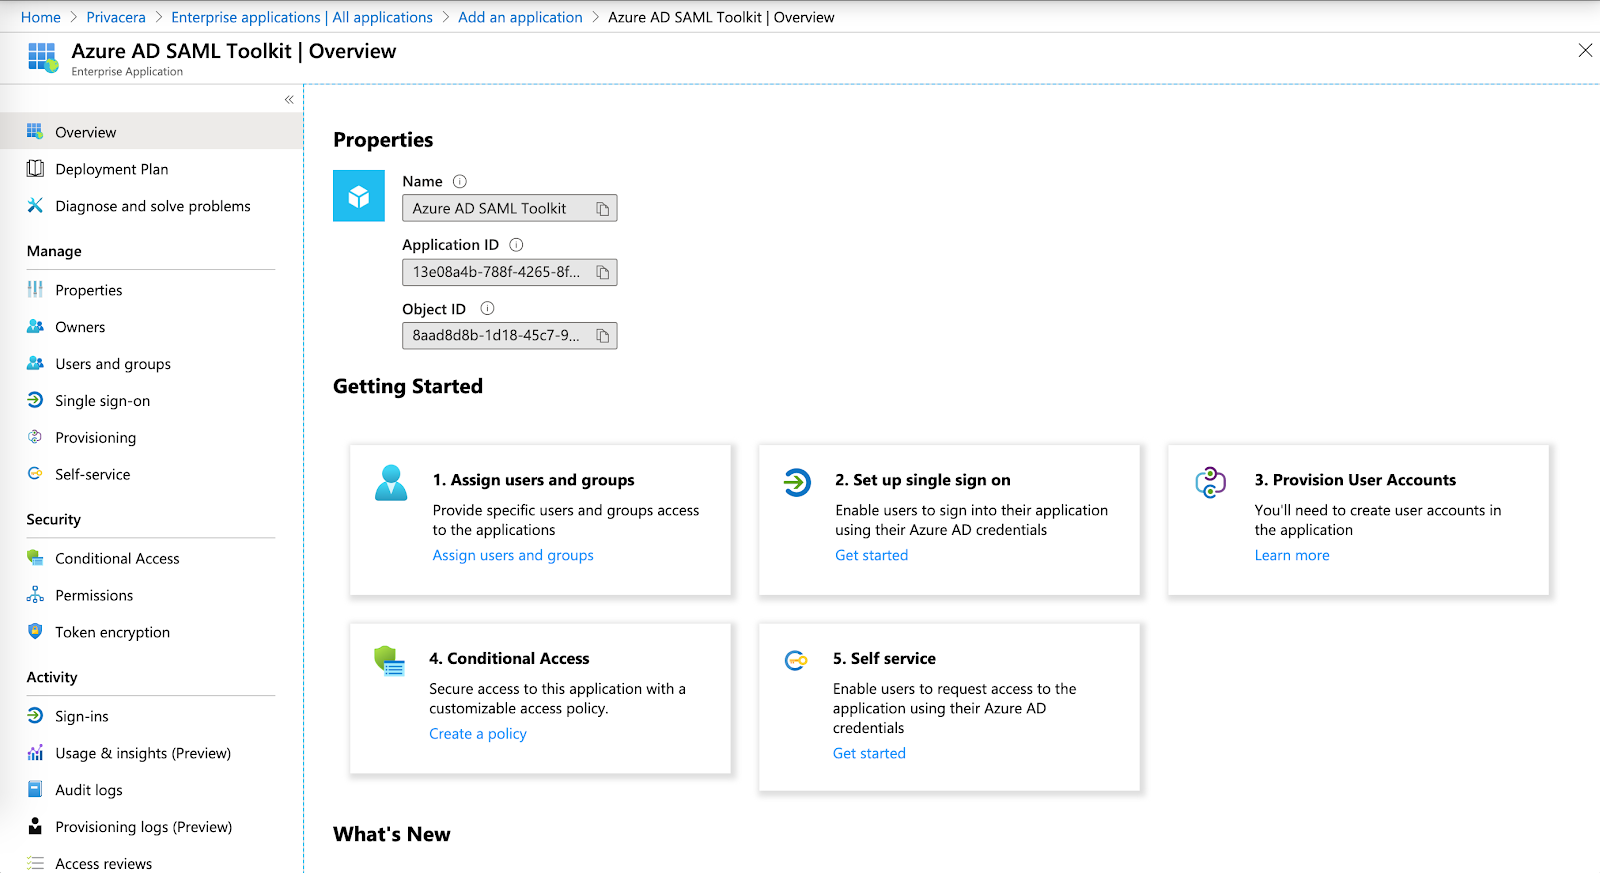 Home > Privacera > Enterprise applications | All applications > Add an application > Azure AD SAML Toolkit | Overview
Azure AD SAML Toolkit | Overview
Enterprise Application
Overview
Deployment Plan
Diagnose and solve problems
Manage
Properties
Owners
Users and groups
Single sign-on
Provisioning
Self-service
Security
Conditional Access
Permissions
Token encryption
Activity
Sign-ins
Usage & insights (Preview)
Audit logs
Provisioning logs (Preview)
Access reviews
Properties
Name
Azure AD SAML Toolkit
Application ID
13e08a4b-788f-4265-8f...
Object ID
8aad8d8b-1d18-45c7-9...
Getting Started
1. Assign users and groups
Provide specific users and groups access
to the applications
Assign users and groups
2. Set up single sign on
Enable users to sign into their application
using their Azure AD credentials
Get started
3. Provision User Accounts
You'll need to create user accounts in
the application
Learn more
4. Conditional Access
Secure access to this application with a
customizable access policy.
Create a policy
5. Self service
Enable users to request access to the
application using their Azure AD
credentials
Get started
What's New